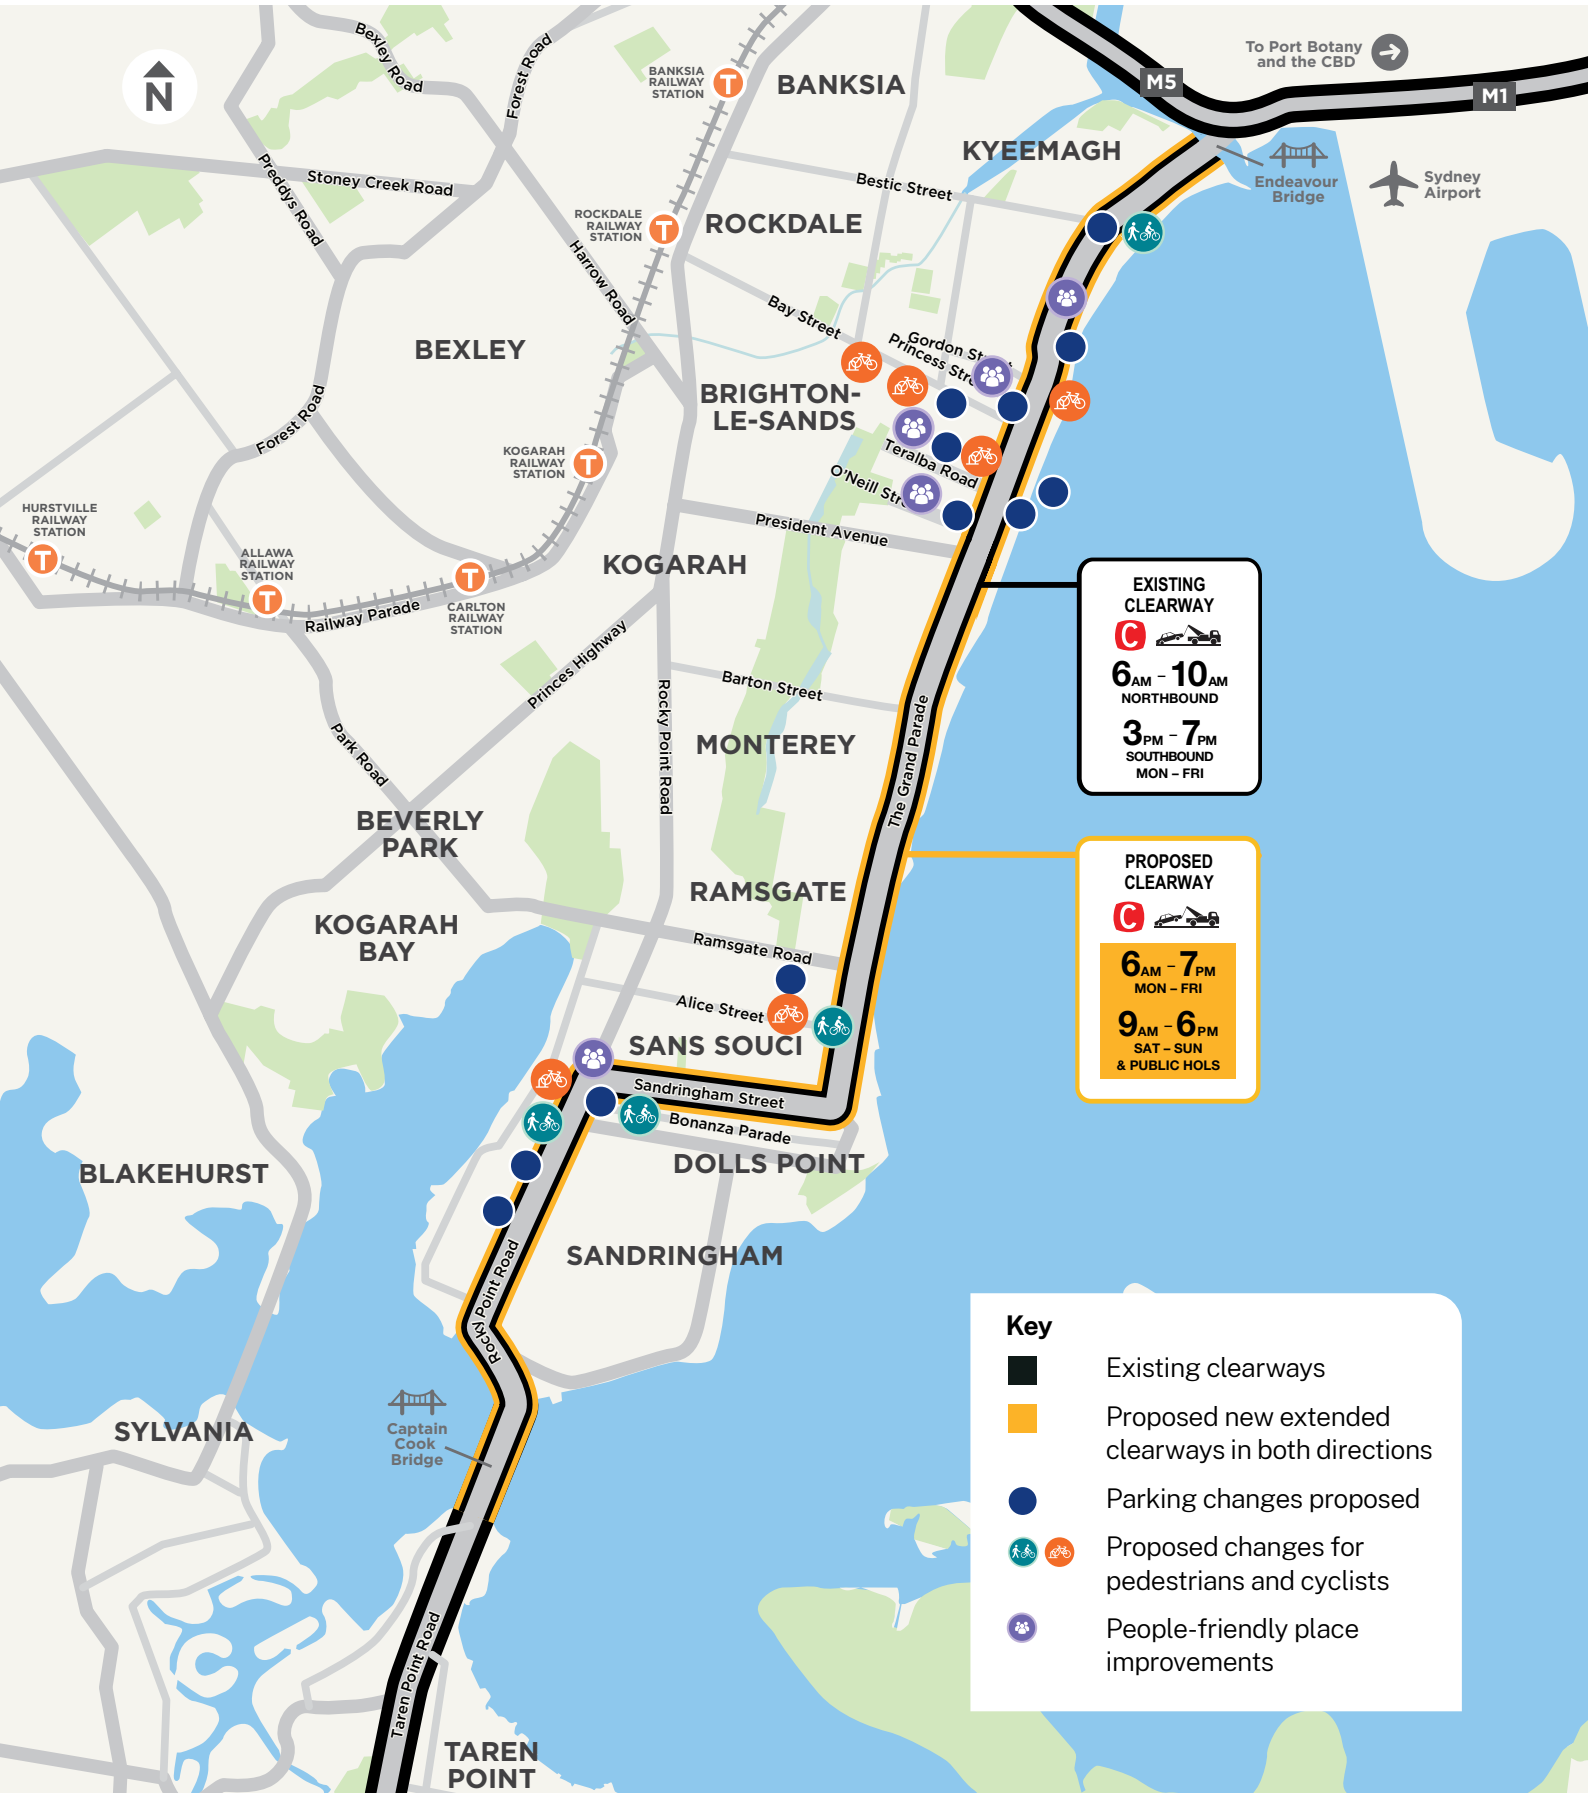 To Port Botany
and the CBD
M5
M1
N
Bexley Road
Forest Road
BANKSIA
RAILWAY
STATION
T
BANKSIA
KYEEMAGH
Endeavour
Bridge
Sydney
Airport
Preddys Road
Stoney Creek Road
Bestic Street
ROCKDALE
RAILWAY
STATION
T
ROCKDALE
Harrow Road
Bay Street
Gordon St
Princess Stre
BEXLEY
BRIGHTON-
LE-SANDS
Forest Road
Teralba Road
O'Neill Stre
KOGARAH
RAILWAY
STATION
T
HURSTVILLE
RAILWAY
STATION
T
ALLAWA
RAILWAY
STATION
T
President Avenue
KOGARAH
T
CARLTON
RAILWAY
STATION
Railway Parade
EXISTING
CLEARWAY
C
6AM – 10AM
NORTHBOUND
3PM – 7PM
SOUTHBOUND
MON – FRI
Princes Highway
Barton Street
Rocky Point Road
Park Road
MONTEREY
The Grand Parade
BEVERLY
PARK
PROPOSED
CLEARWAY
C
6AM – 7PM
MON – FRI
9AM – 6PM
SAT – SUN
& PUBLIC HOLS
RAMSGATE
KOGARAH
BAY
Ramsgate Road
Alice Street
SANS SOUCI
Sandringham Street
Bonanza Parade
DOLLS POINT
BLAKEHURST
SANDRINGHAM
Rocky Point Road
SYLVANIA
Captain
Cook
Bridge
Taren Point Road
TAREN
POINT
Key
Existing clearways
Proposed new extended
clearways in both directions
Parking changes proposed
Proposed changes for
pedestrians and cyclists
People-friendly place
improvements